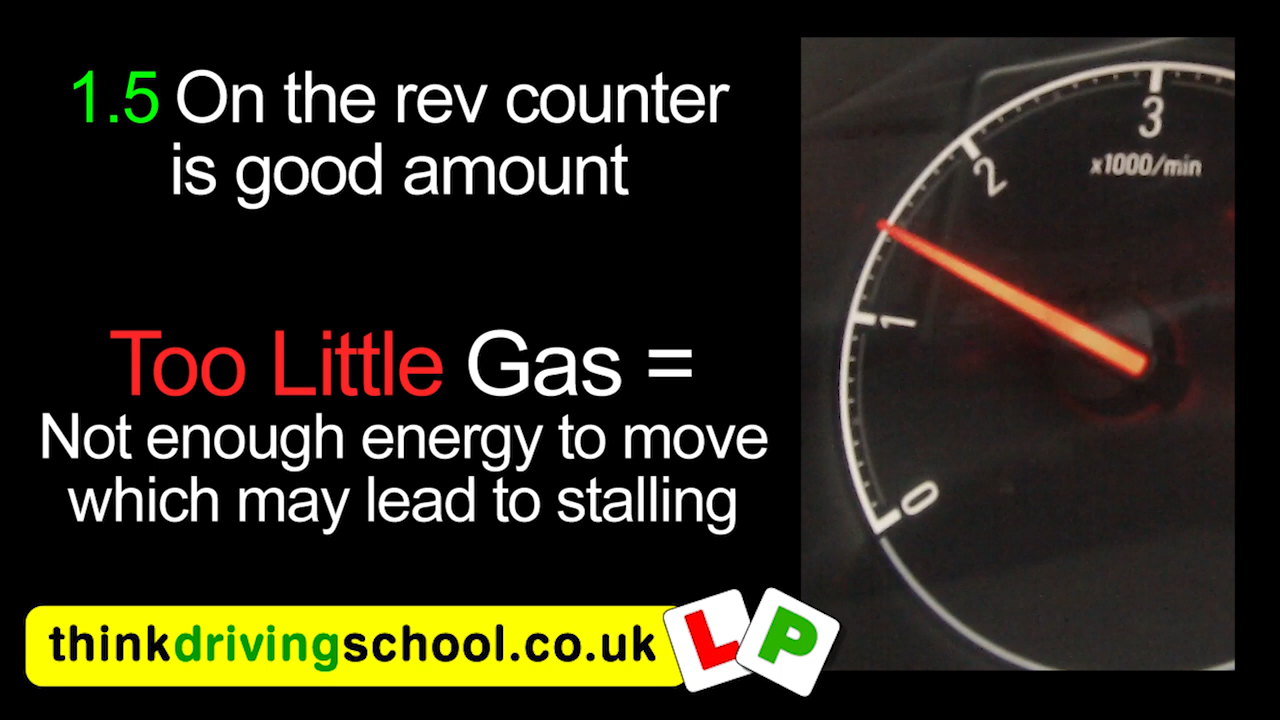 1.5 On the rev counter
is good amount
Too Little Gas =
Not enough energy to move
which may lead to stalling
3
x1000/min
2
1
0
thinkdrivingschool.co.uk
L P